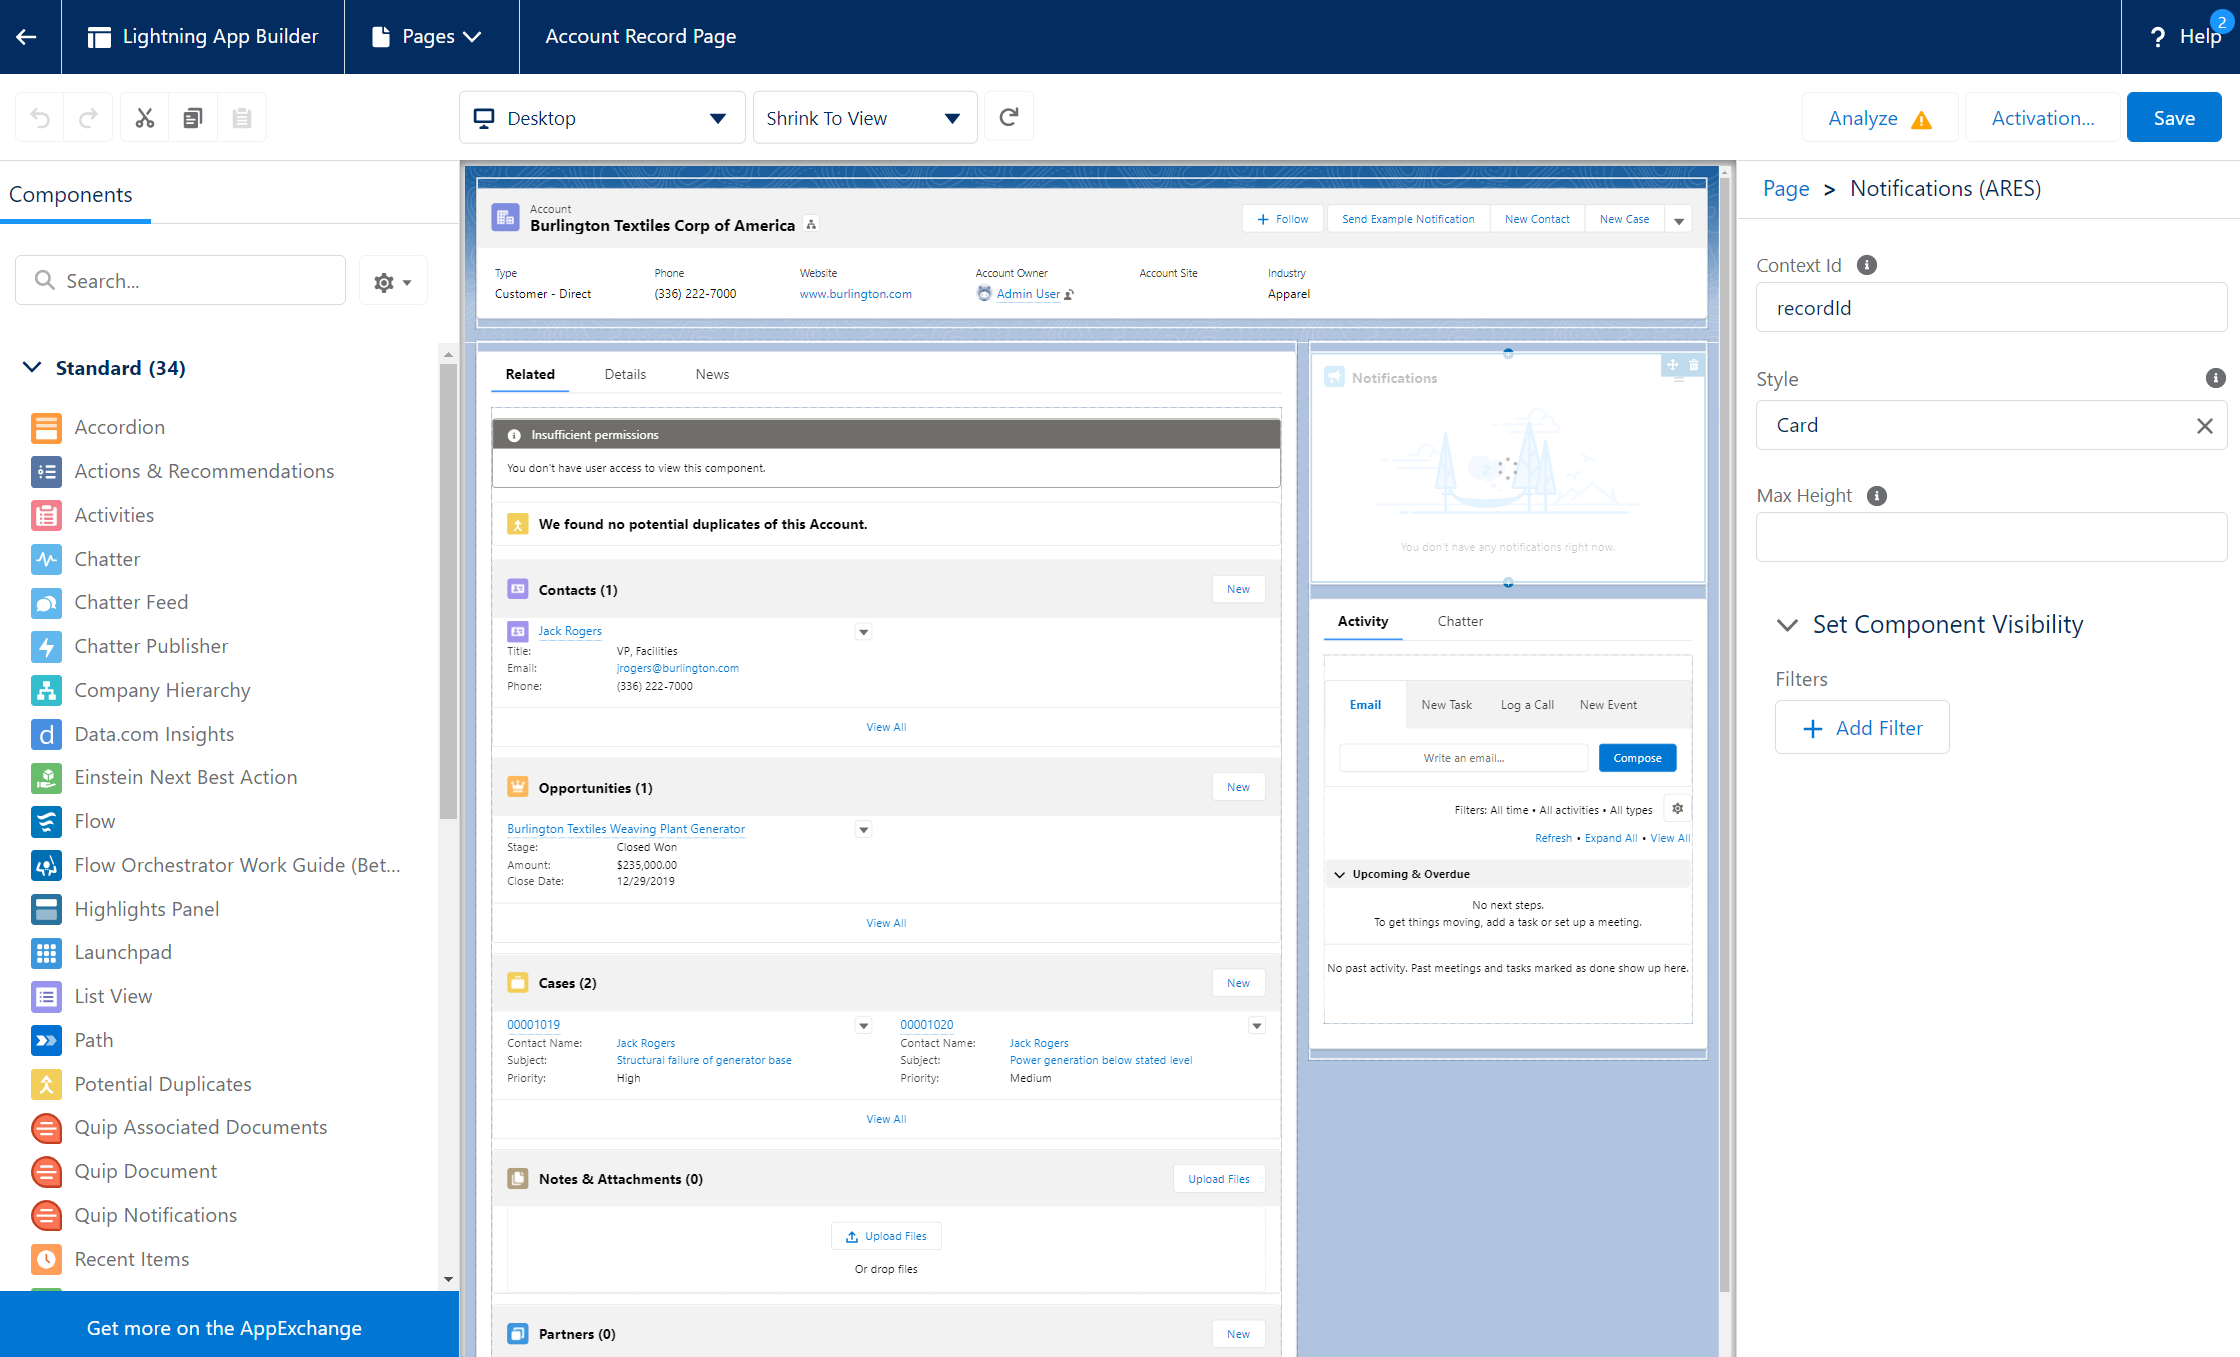 Lightning App Builder
Pages
Account Record Page
? Help
2
Desktop
Shrink To View
Analyze
Activation...
Save
Components
Search...
Standard (34)
Accordion
Actions & Recommendations
Activities
Chatter
Chatter Feed
Chatter Publisher
Company Hierarchy
d Data.com Insights
Einstein Next Best Action
Flow
Flow Orchestrator Work Guide (Bet...
Highlights Panel
Launchpad
List View
Path
Potential Duplicates
Quip Associated Documents
Quip Document
Quip Notifications
Recent Items
Get more on the AppExchange
Account
Burlington Textiles Corp of America
+ Follow
Send Example Notification
New Contact
New Case
Type
Customer - Direct
Phone
(336) 222-7000
Website
www.burlington.com
Account Owner
Admin User
Account Site
Industry
Apparel
Related
Details
News
Insufficient permissions
You don't have user access to view this component.
We found no potential duplicates of this Account.
Contacts (1)
New
Jack Rogers
Title: VP, Facilities
Email: jrogers@burlington.com
Phone: (336) 222-7000
View All
Opportunities (1)
New
Burlington Textiles Weaving Plant Generator
Stage: Closed Won
Amount: $235,000.00
Close Date: 12/29/2019
View All
Cases (2)
New
00001019
Contact Name: Jack Rogers
Subject: Structural failure of generator base
Priority: High
00001020
Contact Name: Jack Rogers
Subject: Power generation below stated level
Priority: Medium
View All
Notes & Attachments (0)
Upload Files
Upload Files
Or drop files
Partners (0)
New
Notifications
You don't have any notifications right now.
Activity
Chatter
Email
New Task
Log a Call
New Event
Write an email...
Compose
Filters: All time • All activities • All types
Refresh • Expand All • View All
Upcoming & Overdue
No next steps.
To get things moving, add a task or set up a meeting.
No past activity. Past meetings and tasks marked as done show up here.
Page > Notifications (ARES)
Context Id
recordId
Style
Card
Max Height
Set Component Visibility
Filters
+ Add Filter